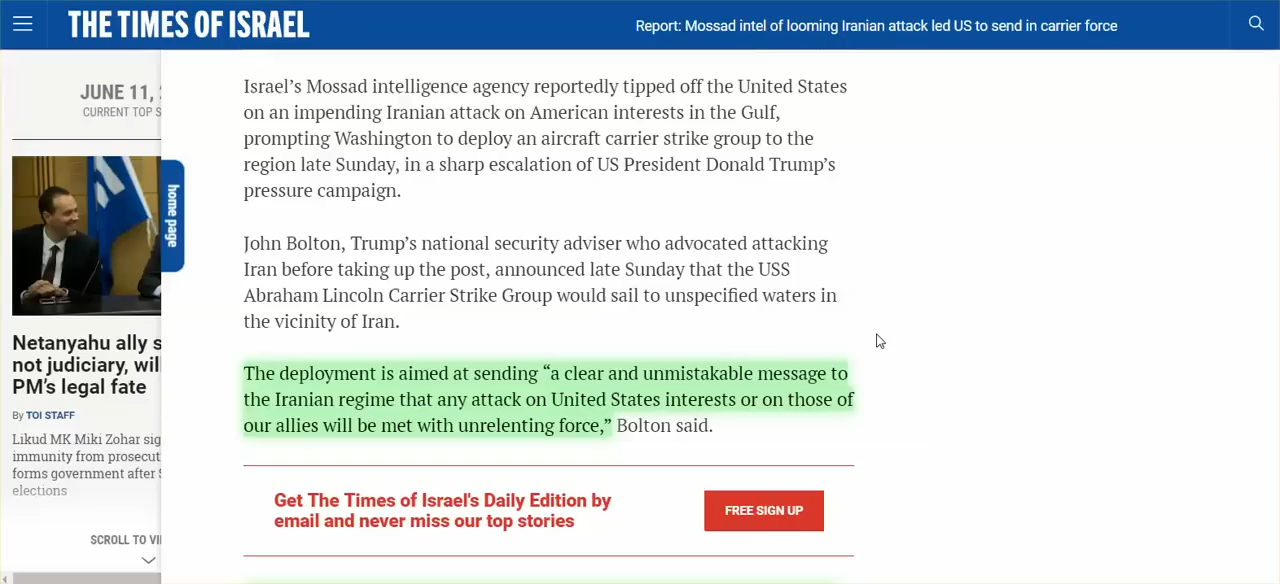 THE TIMES OF ISRAEL
Report: Mossad intel of looming Iranian attack led US to send in carrier force
JUNE 11,
CURRENT TOP S
home page
Netanyahu ally s
not judiciary, wil
PM's legal fate
By TOI STAFF
Likud MK Miki Zohar sig
immunity from prosecut
forms government after
elections
SCROLL TO VI
Israel's Mossad intelligence agency reportedly tipped off the United States
on an impending Iranian attack on American interests in the Gulf,
prompting Washington to deploy an aircraft carrier strike group to the
region late Sunday, in a sharp escalation of US President Donald Trump's
pressure campaign.
John Bolton, Trump's national security adviser who advocated attacking
Iran before taking up the post, announced late Sunday that the USS
Abraham Lincoln Carrier Strike Group would sail to unspecified waters in
the vicinity of Iran.
The deployment is aimed at sending “a clear and unmistakable message to
the Iranian regime that any attack on United States interests or on those of
our allies will be met with unrelenting force,” Bolton said.
Get The Times of Israel's Daily Edition by
email and never miss our top stories
FREE SIGN UP